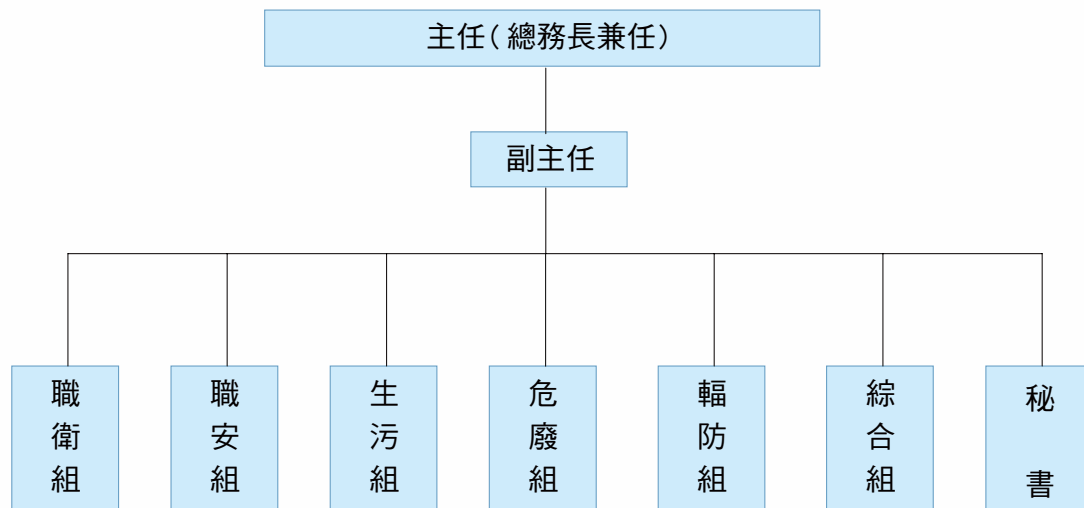 主任(總務長兼任)
副主任
職衛組
職安組
生污組
危廢組
輻防組
綜合組
秘書